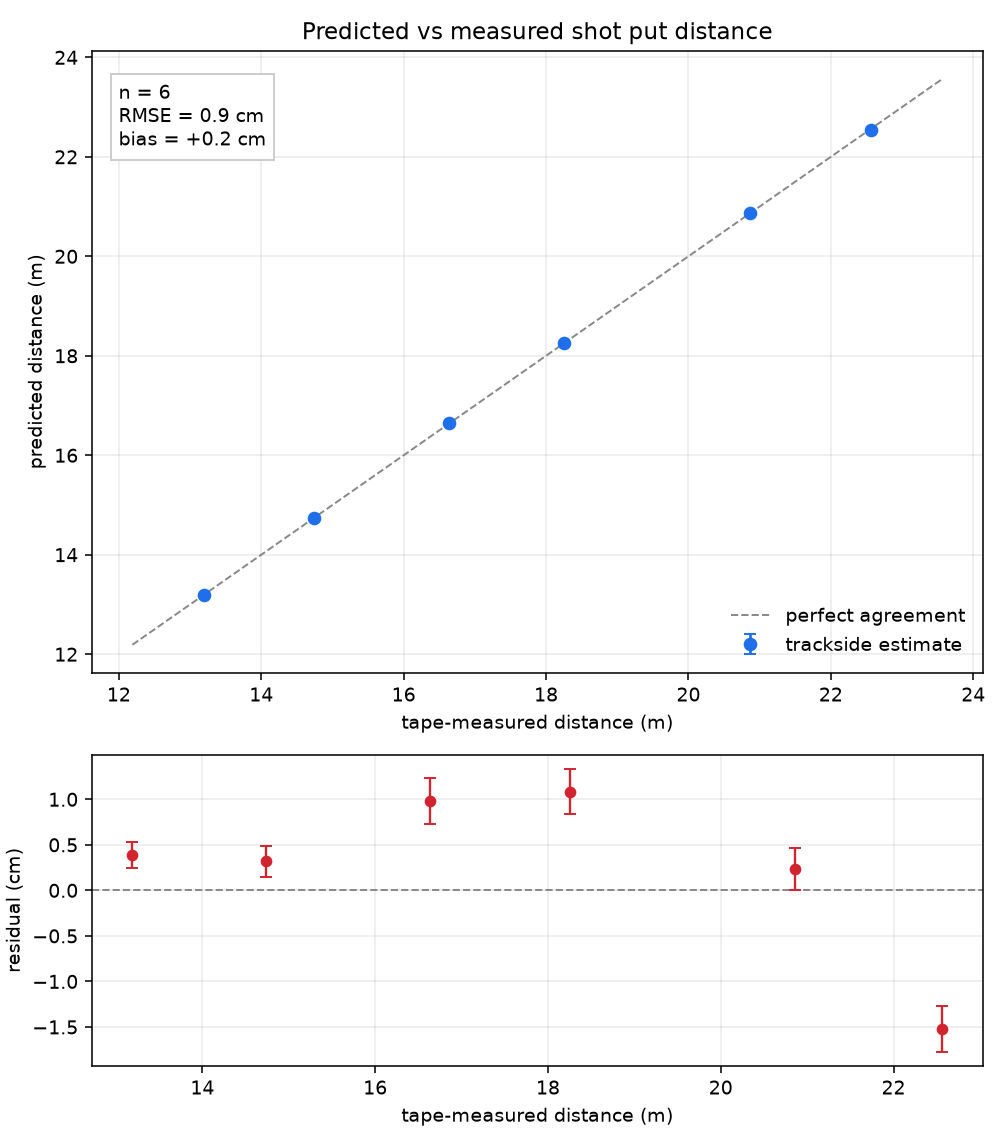 Predicted vs measured shot put distance
n = 6
RMSE = 0.9 cm
bias = +0.2 cm
24
22
20
18
16
14
12
predicted distance (m)
perfect agreement
trackside estimate
12 14 16 18 20 22 24
tape-measured distance (m)
1.0
0.5
0.0
−0.5
−1.0
−1.5
residual (cm)
14 16 18 20 22
tape-measured distance (m)